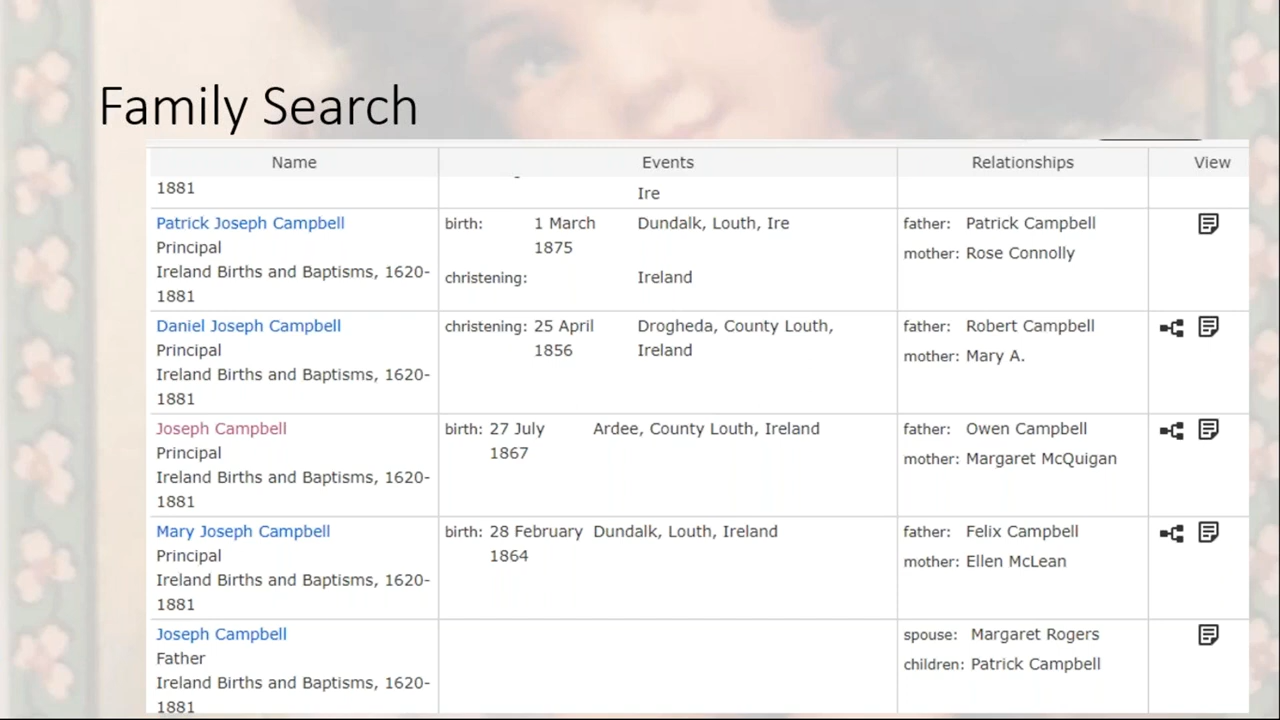 Family Search
Name Events Relationships View
1881 Ire
Patrick Joseph Campbell birth: 1 March Dundalk, Louth, Ire father: Patrick Campbell
Principal 1875 mother: Rose Connolly
Ireland Births and Baptisms, 1620- christening: Ireland
1881
Daniel Joseph Campbell christening: 25 April Drogheda, County Louth, father: Robert Campbell
Principal 1856 Ireland mother: Mary A.
Ireland Births and Baptisms, 1620-
1881
Joseph Campbell birth: 27 July Ardee, County Louth, Ireland father: Owen Campbell
Principal 1867 mother: Margaret McQuigan
Ireland Births and Baptisms, 1620-
1881
Mary Joseph Campbell birth: 28 February Dundalk, Louth, Ireland father: Felix Campbell
Principal 1864 mother: Ellen McLean
Ireland Births and Baptisms, 1620-
1881
Joseph Campbell spouse: Margaret Rogers
Father children: Patrick Campbell
Ireland Births and Baptisms, 1620-
1881